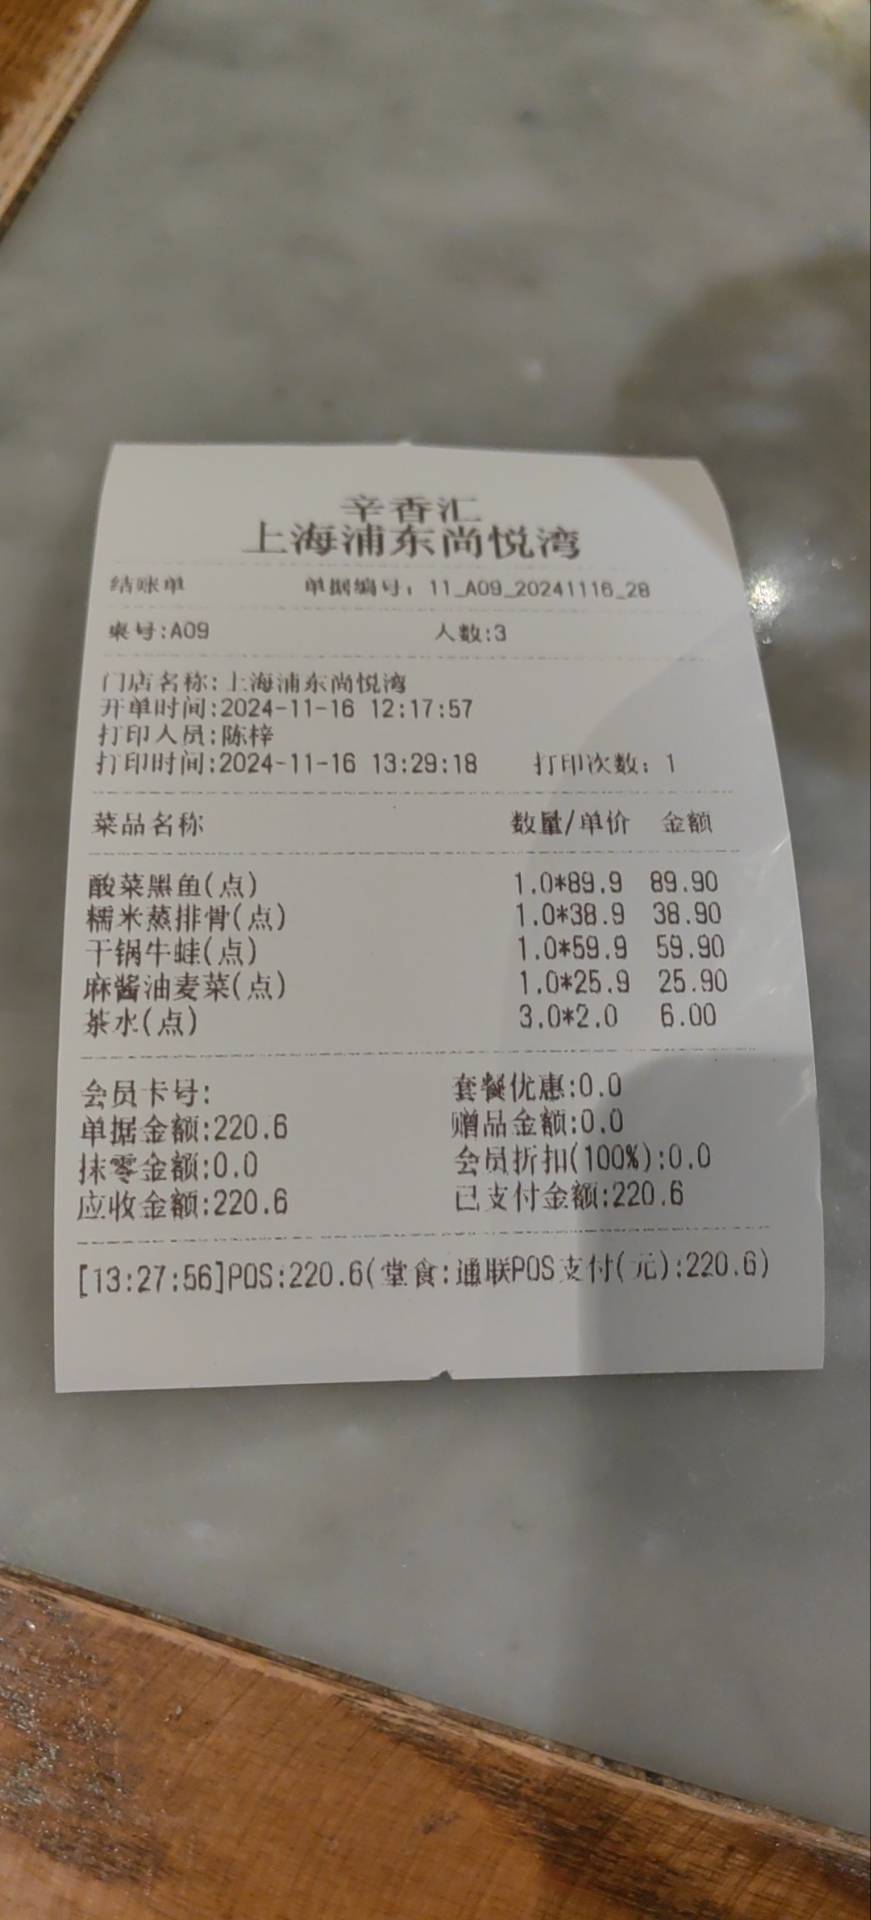 辛香汇
上海浦东尚悦湾
结账单 单据编号：11_A09_20241116_28
桌号:A09 人数:3
门店名称:上海浦东尚悦湾
开单时间:2024-11-16 12:17:57
打印人员:陈梓
打印时间:2024-11-16 13:29:18 打印次数：1
菜品名称 数量/单价 金额
酸菜黑鱼(点) 1.0*89.9 89.90
糯米蒸排骨(点) 1.0*38.9 38.90
干锅牛蛙(点) 1.0*59.9 59.90
麻酱油麦菜(点) 1.0*25.9 25.90
茶水(点) 3.0*2.0 6.00
会员卡号: 套餐优惠:0.0
单据金额:220.6 赠品金额:0.0
抹零金额:0.0 会员折扣(100%):0.0
应收金额:220.6 已支付金额:220.6
[13:27:56]POS:220.6(堂食:通联POS支付(元):220.6)